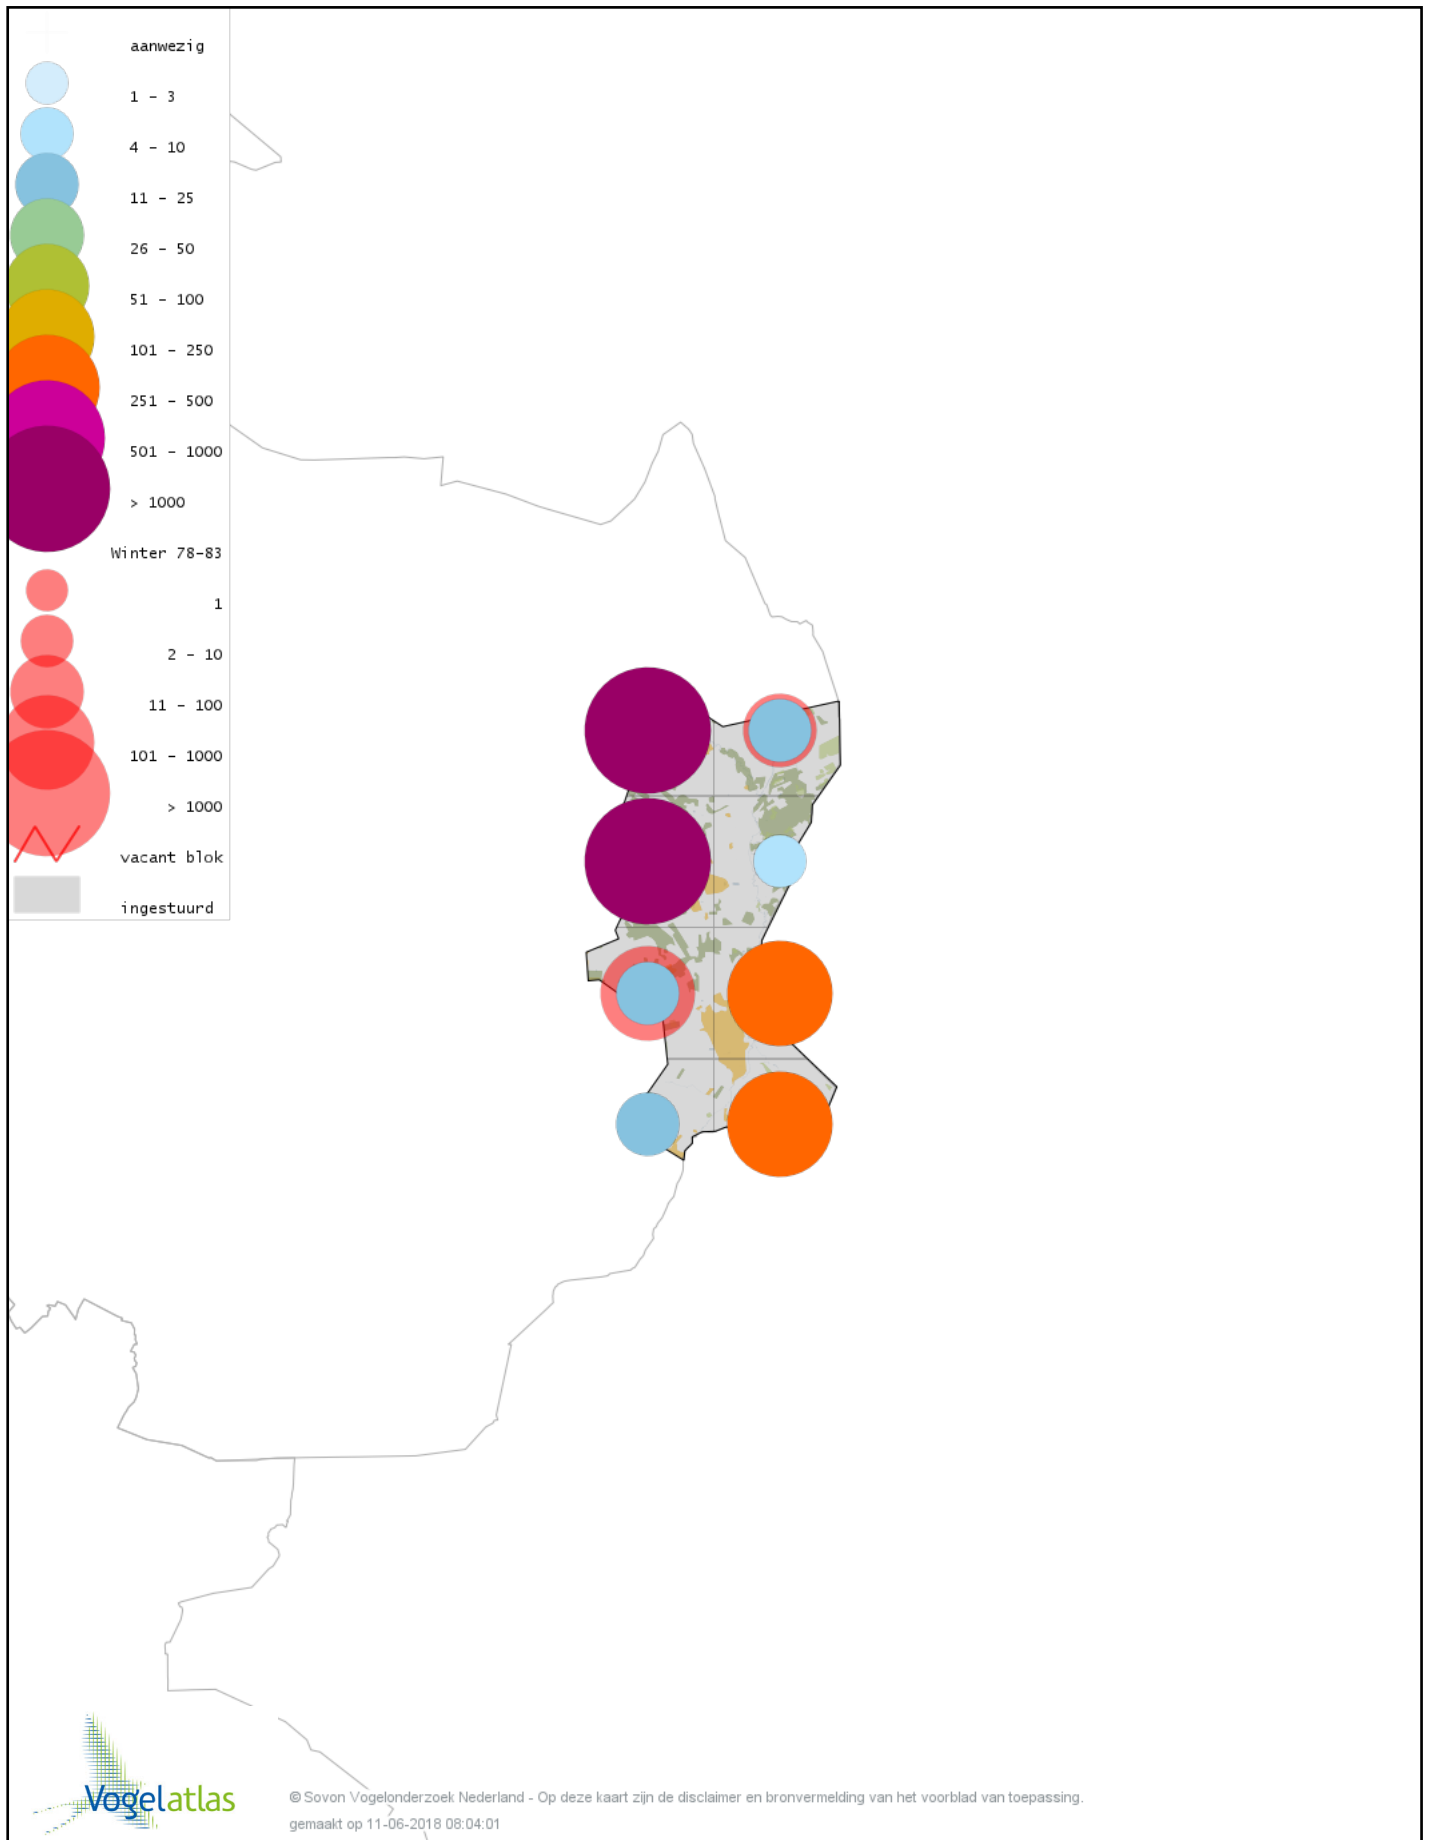 aanwezig
1 - 3
4 - 10
11 - 25
26 - 50
51 - 100
101 - 250
251 - 500
501 - 1000
> 1000
Winter 78-83
1
2 - 10
11 - 100
101 - 1000
> 1000
vacant blok
ingestuurd
Vogelatlas
© Sovon Vogelonderzoek Nederland - Op deze kaart zijn de disclaimer en bronvermelding van het voorblad van toepassing.
gemaakt op 11-06-2018 08:04:01